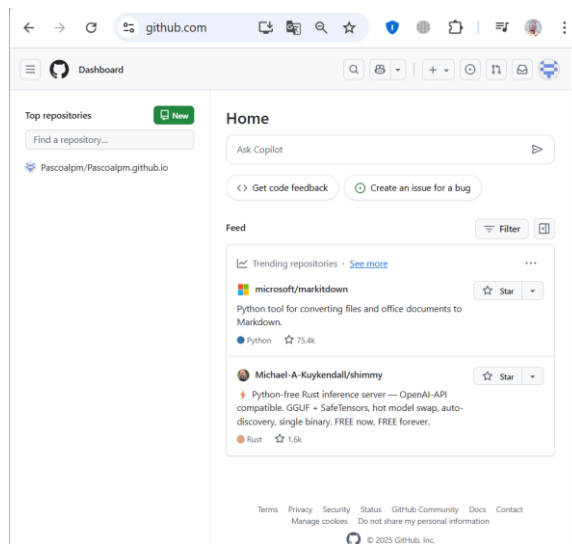 github.com
Dashboard
Top repositories
New
Find a repository...
Pascoalpm/Pascoalpm.github.io
Home
Ask Copilot
Get code feedback
Create an issue for a bug
Feed
Filter
Trending repositories · See more
microsoft/markitdown
Star
Python tool for converting files and office documents to
Markdown.
Python 75.4k
Michael-A-Kuykendall/shimmy
Star
Python-free Rust inference server — OpenAI-API
compatible. GGUF + SafeTensors, hot model swap, auto-
discovery, single binary. FREE now, FREE forever.
Rust 1.6k
Terms Privacy Security Status GitHub Community Docs Contact
Manage cookies Do not share my personal information
© 2025 GitHub, Inc.